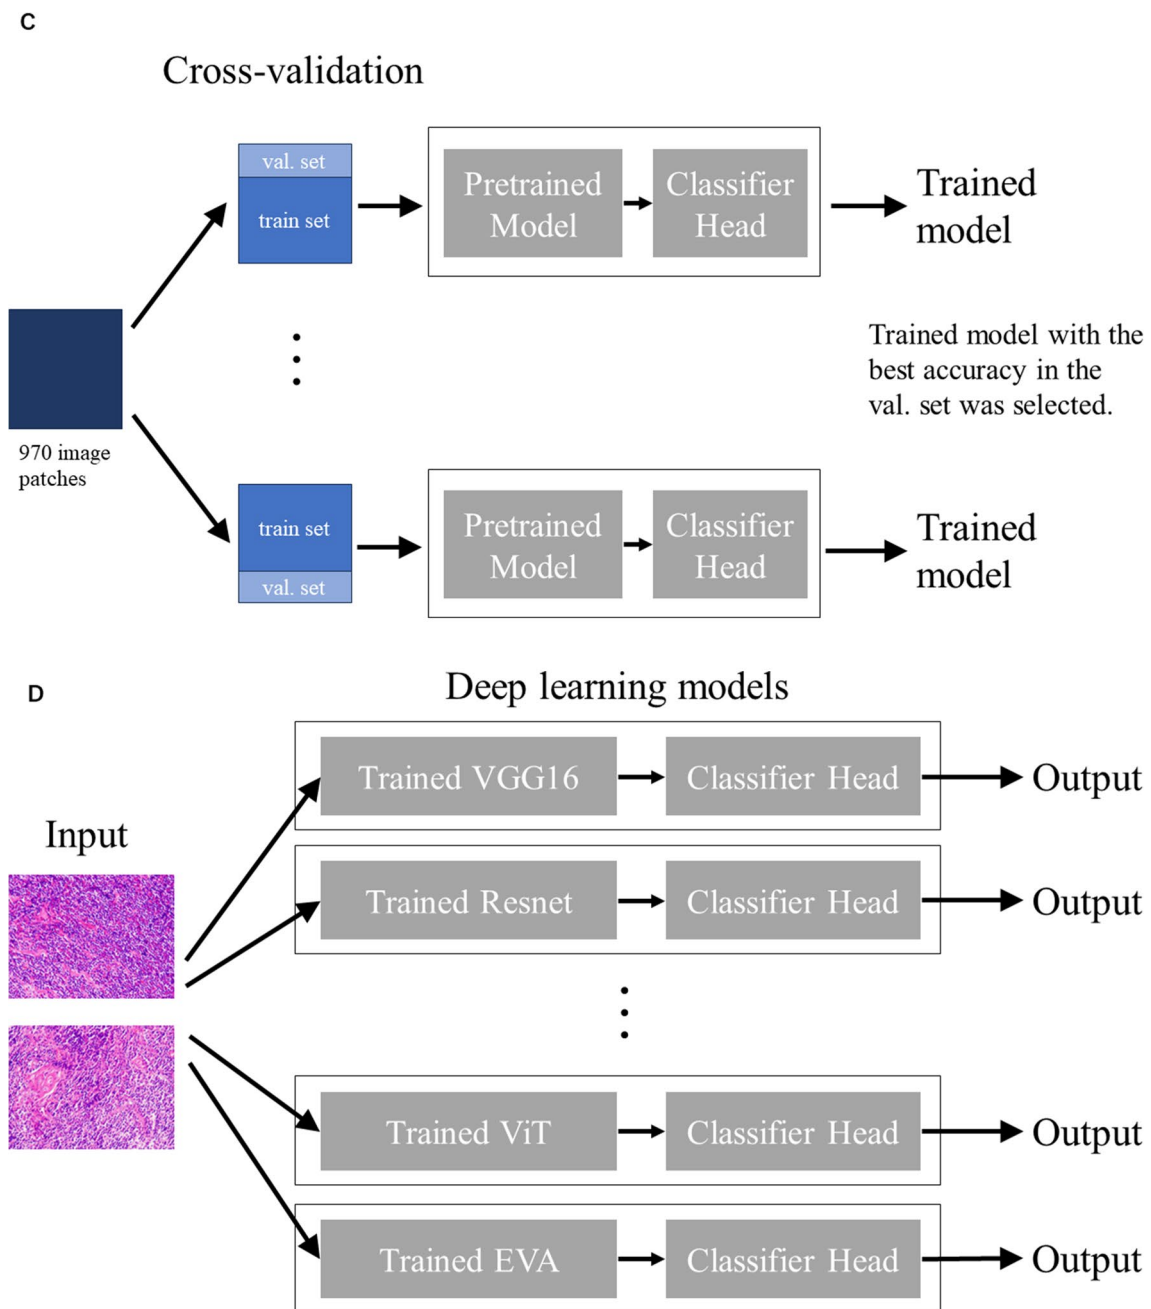 C
Cross-validation
val. set
train set
Pretrained
Model
Classifier
Head
Trained
model
970 image
patches
Trained model with the
best accuracy in the
val. set was selected.
train set
val. set
Pretrained
Model
Classifier
Head
Trained
model
D
Deep learning models
Input
Trained VGG16
Classifier Head
Output
Trained Resnet
Classifier Head
Output
Trained ViT
Classifier Head
Output
Trained EVA
Classifier Head
Output